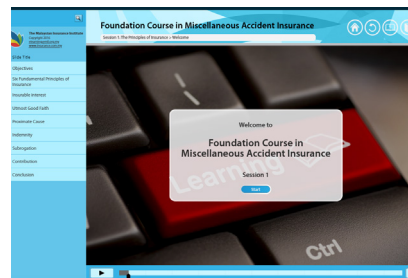 The Malaysian Insurance Institute
Foundation Course in Miscellaneous Accident Insurance
Session 1: The Principles of Insurance > Welcome
Slide Title
Objectives
Six Fundamental Principles of
Insurance
Insurable Interest
Utmost Good Faith
Proximate Cause
Indemnity
Subrogation
Contribution
Conclusion
Welcome to
Foundation Course in
Miscellaneous Accident Insurance
Session 1
Start
Learning
Ctrl